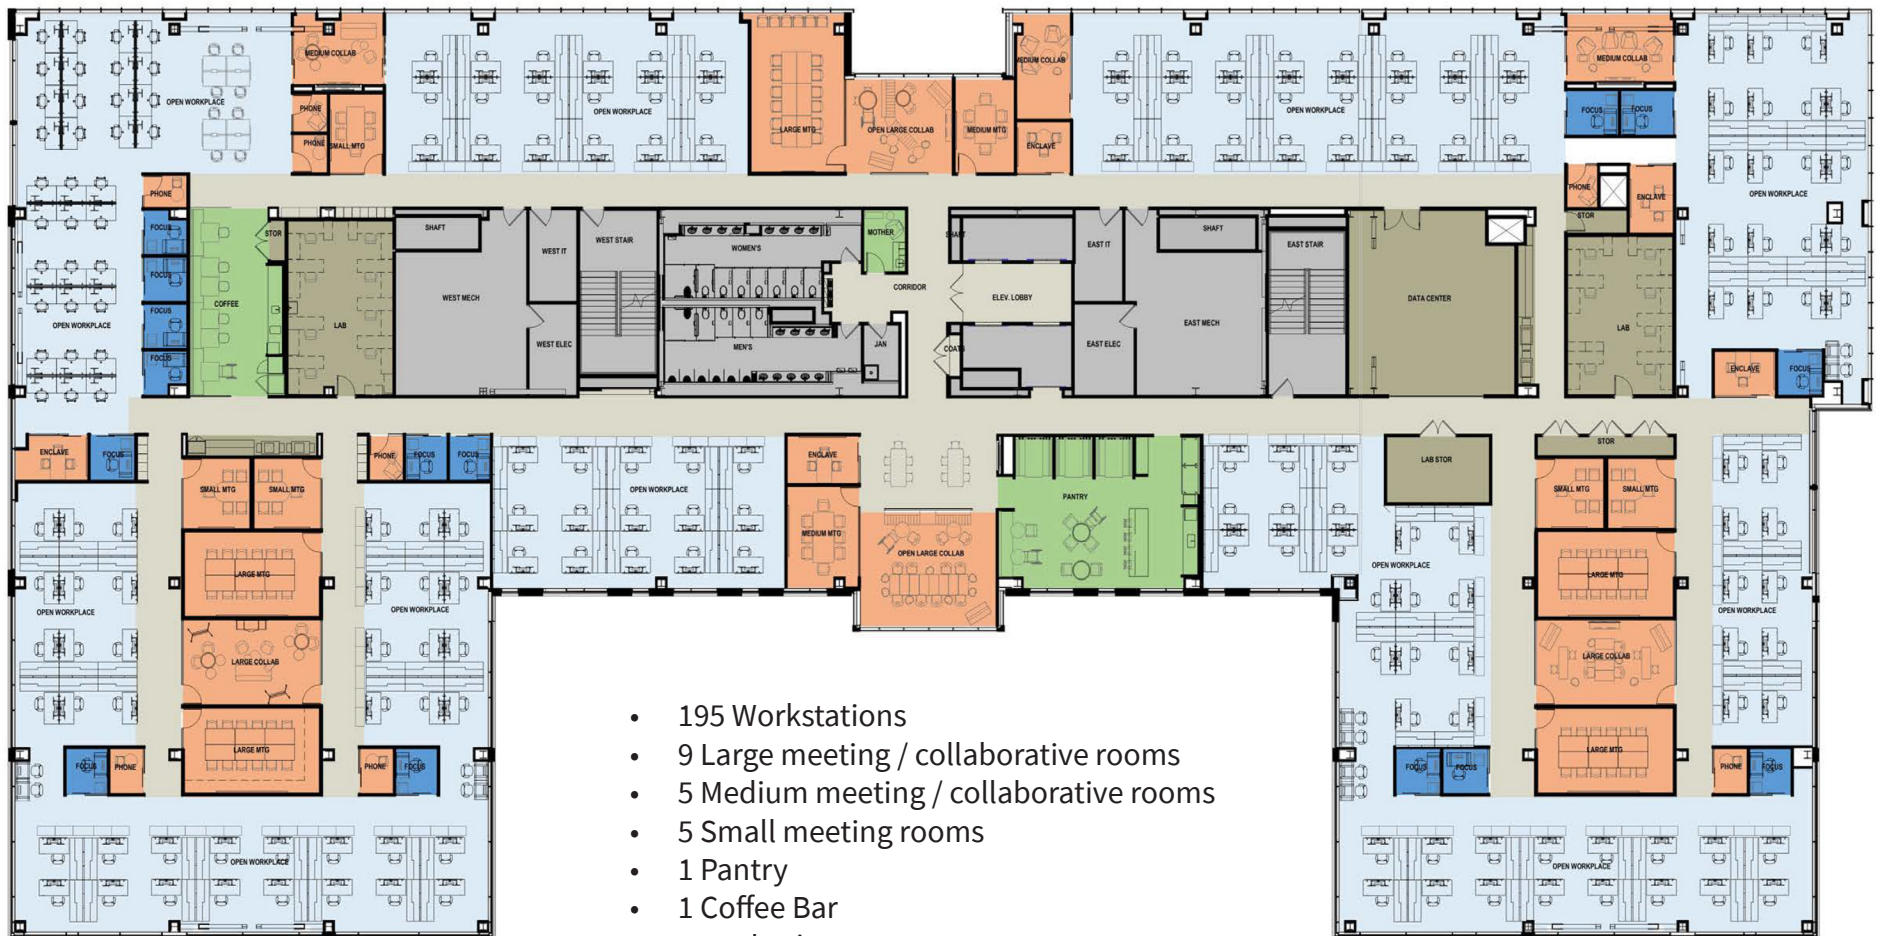 MEDIUM COLLAB
LARGE MTG
MEDIUM COLLAB
MEDIUM COLLAB
OPEN WORKPLACE
PHONE
OPEN WORKPLACE
OPEN LARGE COLLAB
MEDIUM MTG
OPEN WORKPLACE
FOCUS
FOCUS
PHONE
SMALL MTG
ENCLAVE
PHONE
PHONE
ENCLAVE
OPEN WORKPLACE
STOR
FOCUS
STOR
SHAFT
WEST STAIR
WOMEN'S
MOTHER
SHAFT
EAST IT
SHAFT
EAST STAIR
WEST IT
FOCUS
COFFEE
WEST MECH
CORRIDOR
ELEV. LOBBY
DATA CENTER
FOCUS
OPEN WORKPLACE
LAB
EAST MECH
LAB
WEST ELEC
MEN'S
JAN
COATS
EAST ELEC
FOCUS
ENCLAVE
FOCUS
ENCLAVE
FOCUS
PHONE
FOCUS
FOCUS
ENCLAVE
STOR
LAB STOR
SMALL MTG
SMALL MTG
OPEN WORKPLACE
PANTRY
SMALL MTG
SMALL MTG
MEDIUM MTG
OPEN LARGE COLLAB
OPEN WORKPLACE
LARGE MTG
LARGE MTG
OPEN WORKPLACE
OPEN WORKPLACE
OPEN WORKPLACE
LARGE COLLAB
LARGE COLLAB
LARGE MTG
LARGE MTG
FOCUS
PHONE
PHONE
FOCUS
FOCUS
FOCUS
PHONE
FOCUS
OPEN WORKPLACE
OPEN WORKPLACE
• 195 Workstations
• 9 Large meeting / collaborative rooms
• 5 Medium meeting / collaborative rooms
• 5 Small meeting rooms
• 1 Pantry
• 1 Coffee Bar